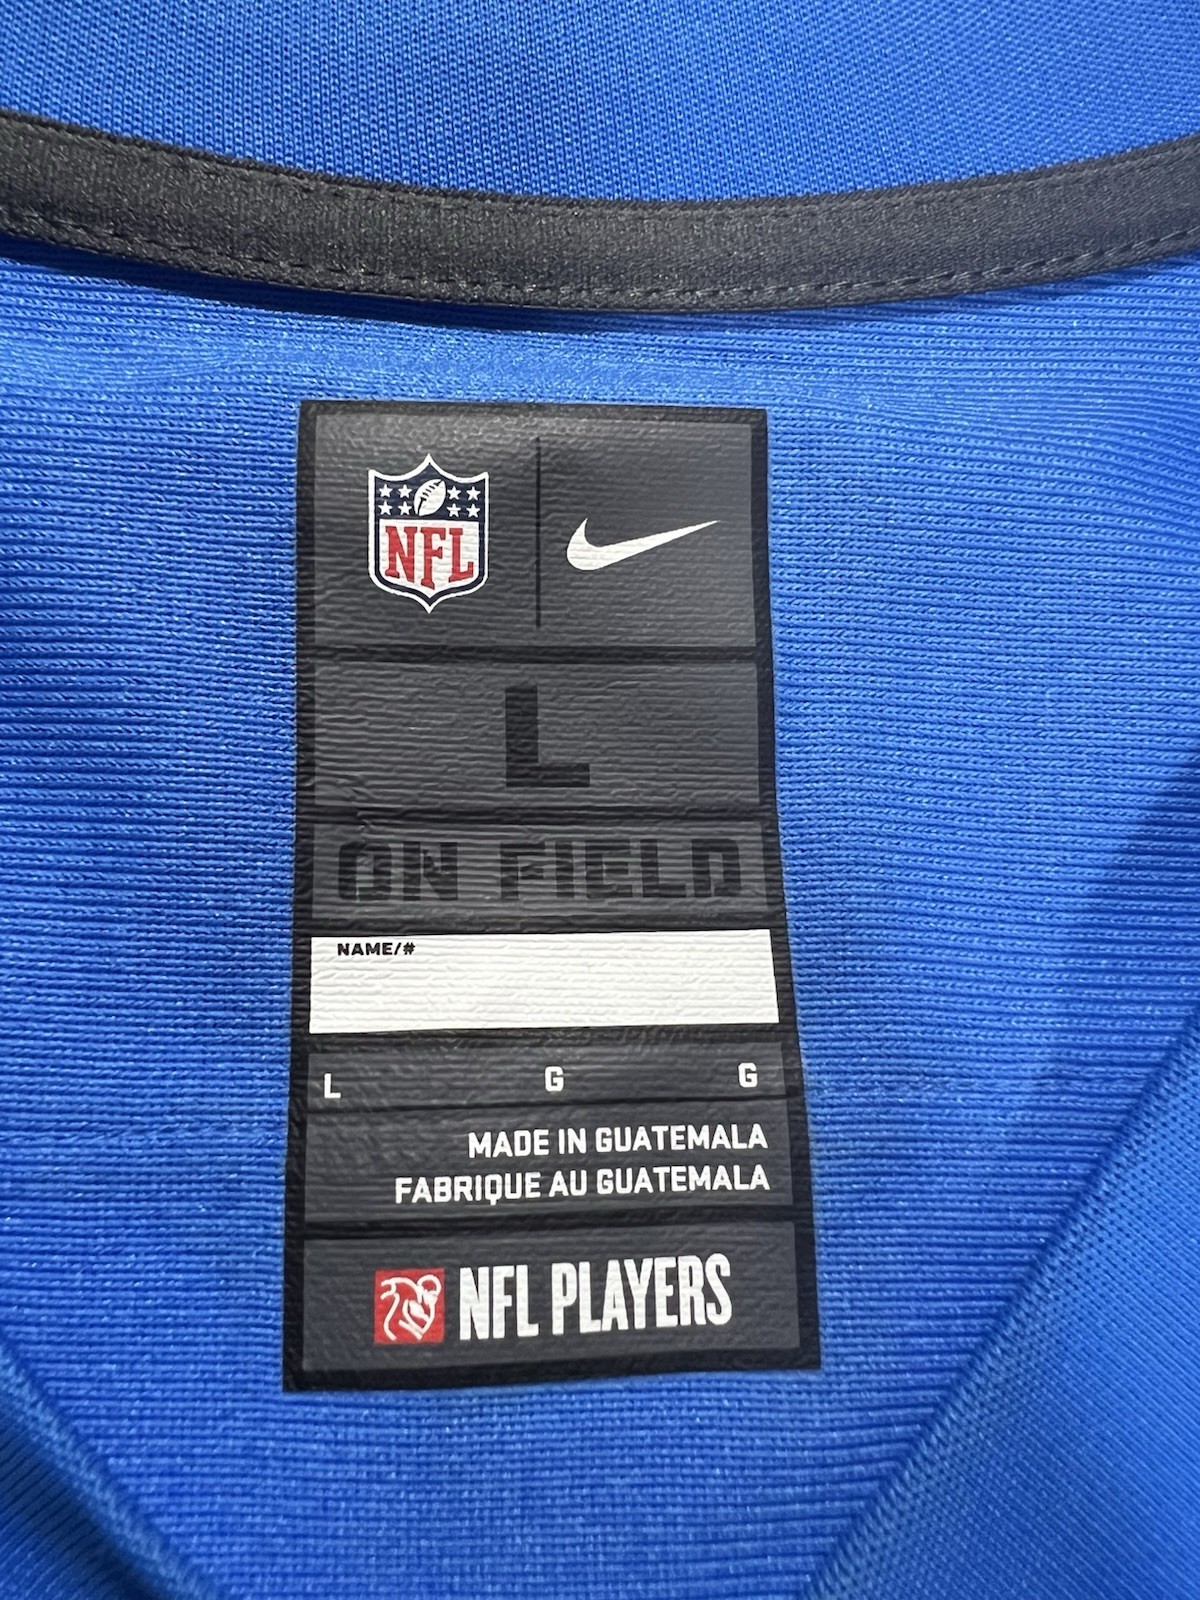 NFL
L
ON FIELD
NAME/#
L G G
MADE IN GUATEMALA
FABRIQUE AU GUATEMALA
NFL PLAYERS